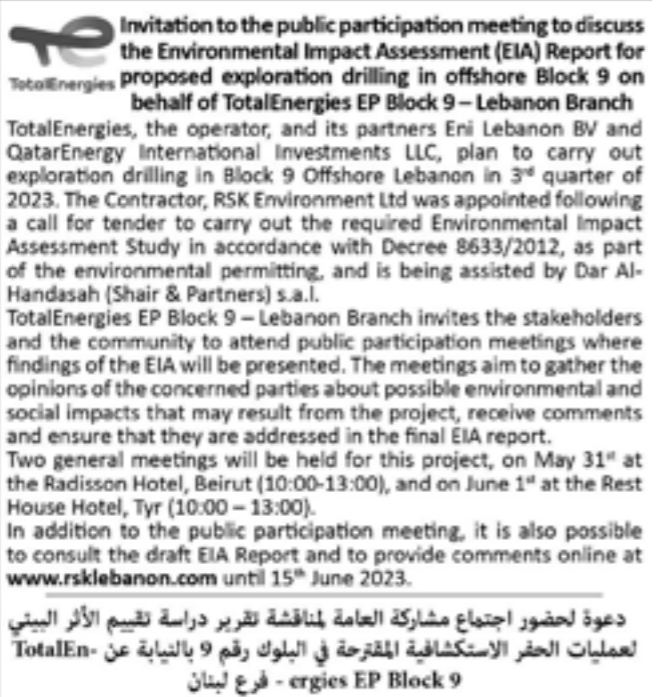 Invitation to the public participation meeting to discuss
the Environmental Impact Assessment (EIA) Report for
TotalEnergies
proposed exploration drilling in offshore Block 9 on
behalf of TotalEnergies EP Block 9 – Lebanon Branch
TotalEnergies, the operator, and its partners Eni Lebanon BV and
QatarEnergy International Investments LLC, plan to carry out
exploration drilling in Block 9 Offshore Lebanon in 3rd quarter of
2023. The Contractor, RSK Environment Ltd was appointed following
a call for tender to carry out the required Environmental Impact
Assessment Study in accordance with Decree 8633/2012, as part
of the environmental permitting, and is being assisted by Dar Al-
Handasah (Shair & Partners) s.a.l.
TotalEnergies EP Block 9 – Lebanon Branch invites the stakeholders
and the community to attend public participation meetings where
findings of the EIA will be presented. The meetings aim to gather the
opinions of the concerned parties about possible environmental and
social impacts that may result from the project, receive comments
and ensure that they are addressed in the final EIA report.
Two general meetings will be held for this project, on May 31st at
the Radisson Hotel, Beirut (10:00-13:00), and on June 1st at the Rest
House Hotel, Tyr (10:00 – 13:00).
In addition to the public participation meeting, it is also possible
to consult the draft EIA Report and to provide comments online at
www.rsklebanon.com until 15th June 2023.
دعوة لحضور اجتماع مشاركة العامة لمناقشة تقرير دراسة تقييم الأثر البيئي
لعمليات الحفر الاستكشافية المقترحة في البلوك رقم 9 بالنيابة عن TotalEn-
ergies EP Block 9 - فرع لبنان